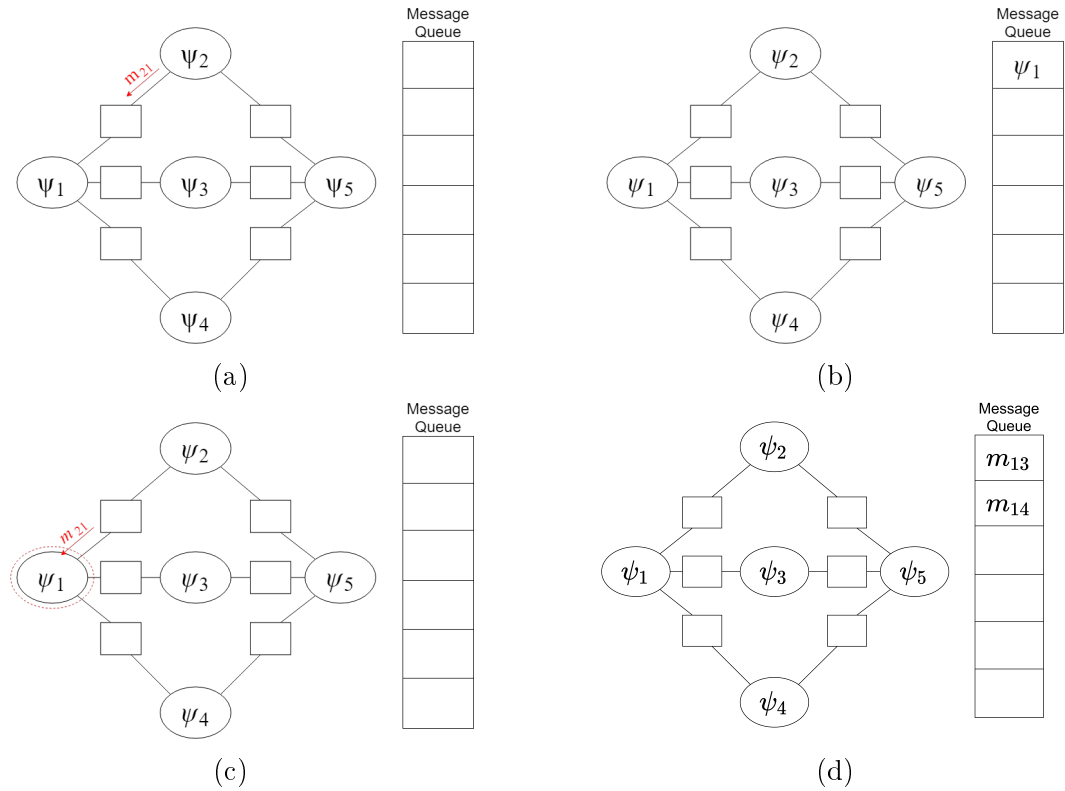 Message
Queue
ψ₂
m₂₁
ψ₁
ψ₃
ψ₅
ψ₄
(a)
Message
Queue
ψ₂
ψ₁
ψ₁
ψ₃
ψ₅
ψ₄
(b)
Message
Queue
ψ₂
m₂₁
ψ₁
ψ₃
ψ₅
ψ₄
(c)
Message
Queue
ψ₂
m₁₃
m₁₄
ψ₁
ψ₃
ψ₅
ψ₄
(d)